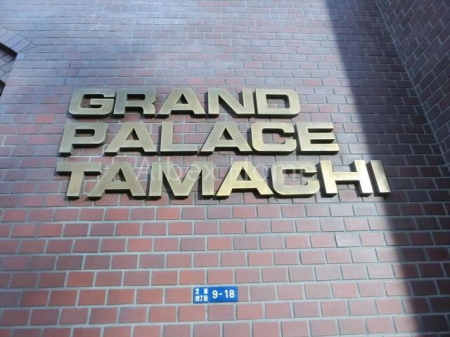 GRAND
PALACE
TAMACHI
9-18